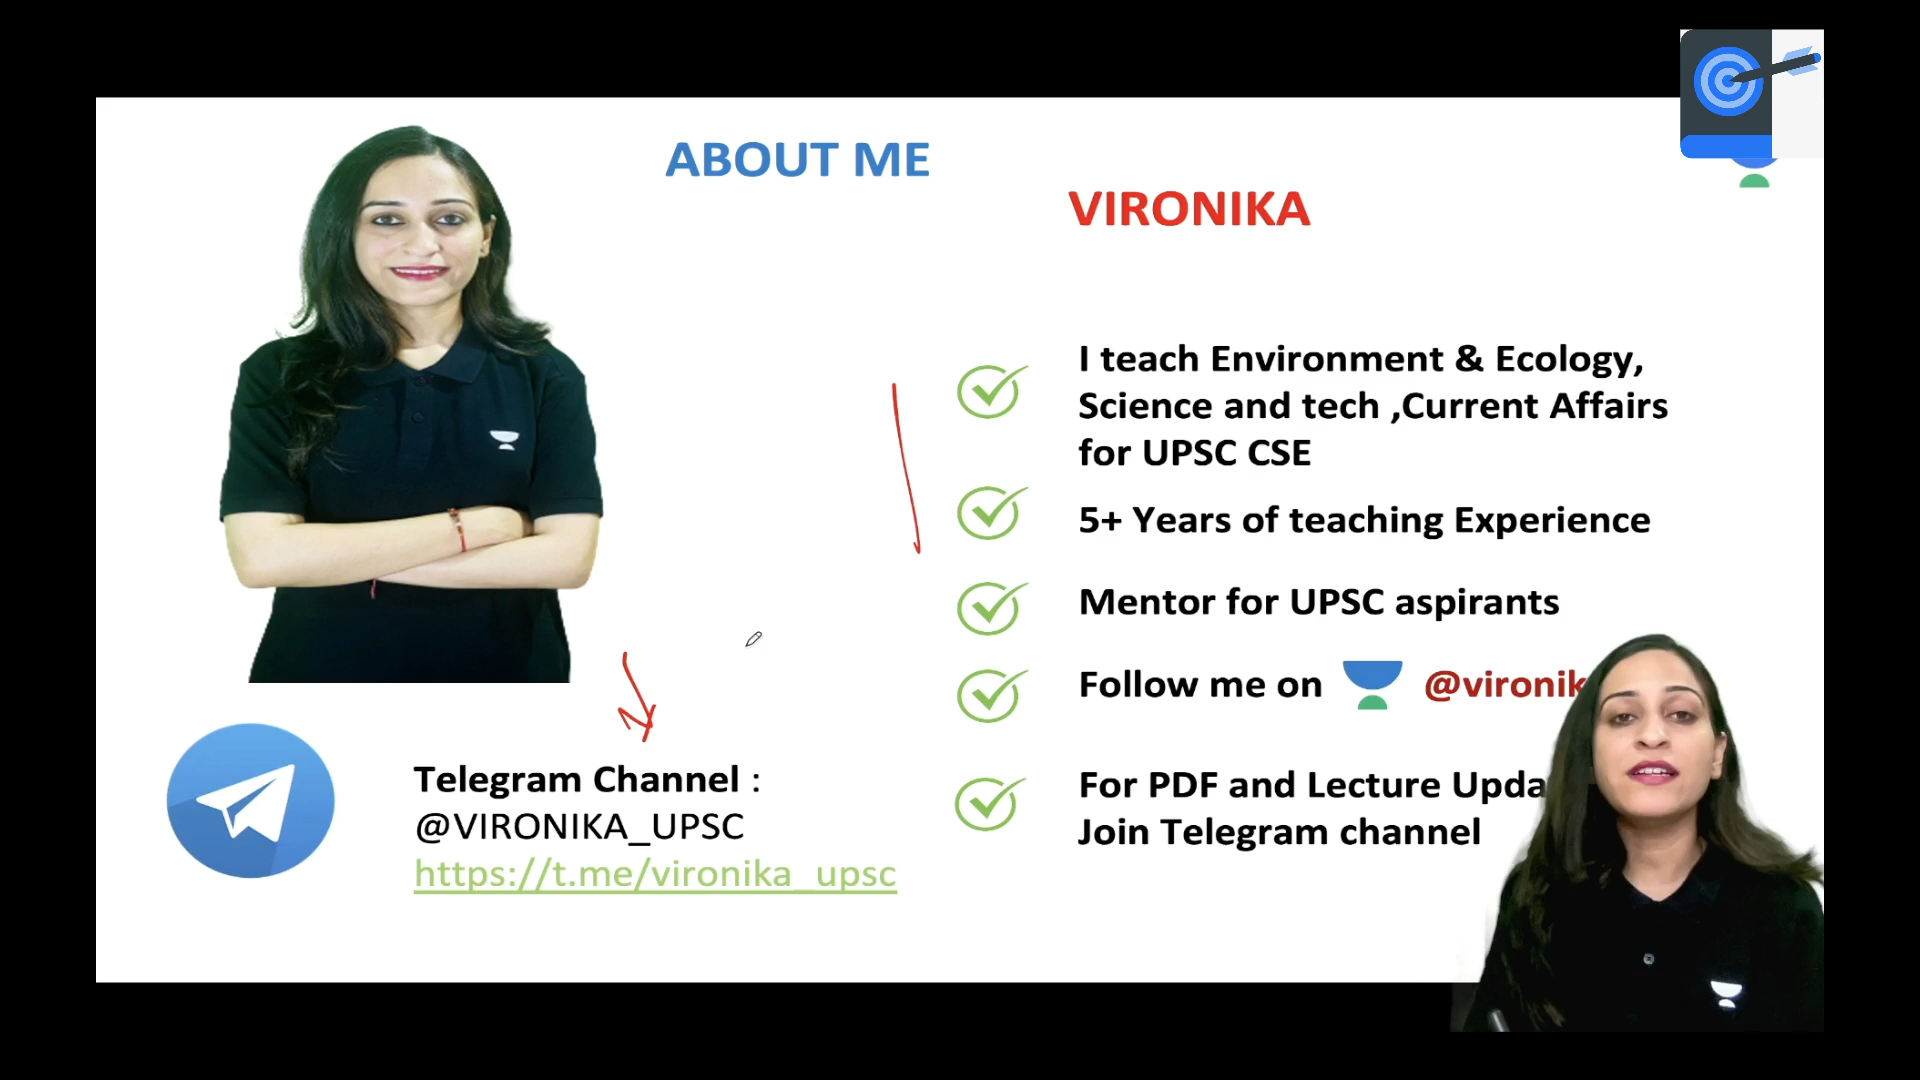 ABOUT ME
VIRONIKA
I teach Environment & Ecology,
Science and tech ,Current Affairs
for UPSC CSE
5+ Years of teaching Experience
Mentor for UPSC aspirants
Follow me on @vironik
For PDF and Lecture Upda
Join Telegram channel
Telegram Channel :
@VIRONIKA_UPSC
https://t.me/vironika_upsc